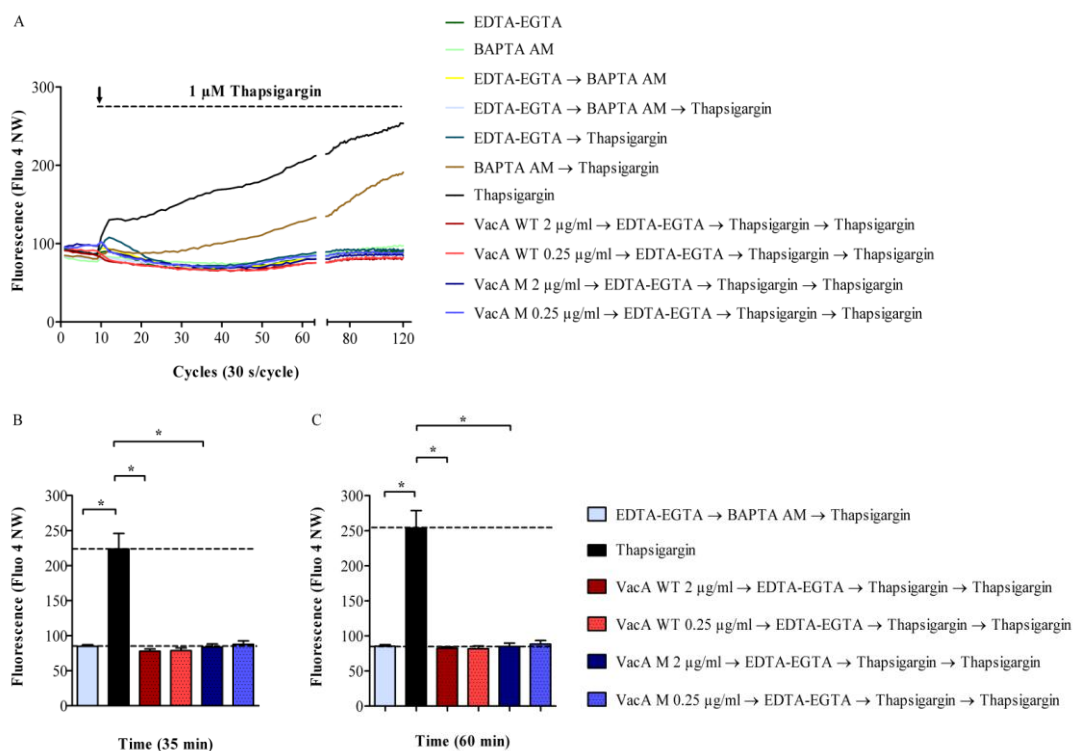 A
EDTA-EGTA
BAPTA AM
EDTA-EGTA → BAPTA AM
EDTA-EGTA → BAPTA AM → Thapsigargin
EDTA-EGTA → Thapsigargin
BAPTA AM → Thapsigargin
Thapsigargin
VacA WT 2 µg/ml → EDTA-EGTA → Thapsigargin → Thapsigargin
VacA WT 0.25 µg/ml → EDTA-EGTA → Thapsigargin → Thapsigargin
VacA M 2 µg/ml → EDTA-EGTA → Thapsigargin → Thapsigargin
VacA M 0.25 µg/ml → EDTA-EGTA → Thapsigargin → Thapsigargin
1 µM Thapsigargin
Fluorescence (Fluo 4 NW)
300
200
100
0
0 10 20 30 40 50 60 80 120
Cycles (30 s/cycle)
B
*
*
*
Fluorescence (Fluo 4 NW)
300
250
200
150
100
50
0
Time (35 min)
C
*
*
*
Fluorescence (Fluo 4 NW)
300
250
200
150
100
50
0
Time (60 min)
EDTA-EGTA → BAPTA AM → Thapsigargin
Thapsigargin
VacA WT 2 µg/ml → EDTA-EGTA → Thapsigargin → Thapsigargin
VacA WT 0.25 µg/ml → EDTA-EGTA → Thapsigargin → Thapsigargin
VacA M 2 µg/ml → EDTA-EGTA → Thapsigargin → Thapsigargin
VacA M 0.25 µg/ml → EDTA-EGTA → Thapsigargin → Thapsigargin